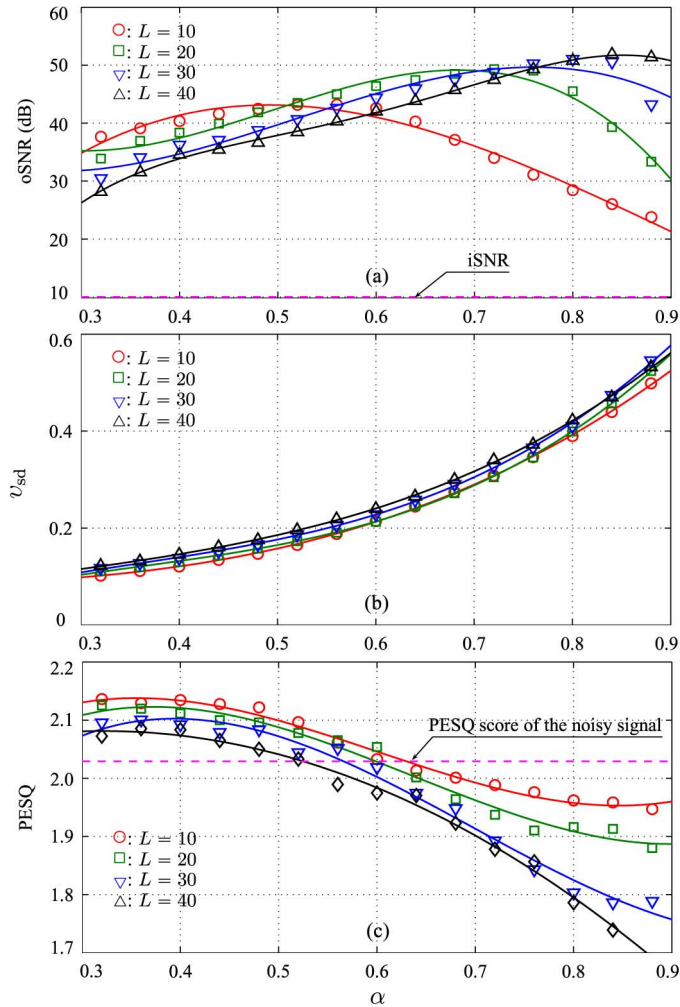 60
50
40
30
20
10
oSNR (dB)
○: L = 10
□: L = 20
▽: L = 30
△: L = 40
(a)
iSNR
0.3 0.4 0.5 0.6 0.7 0.8 0.9
0.6
0.4
0.2
0
υsd
○: L = 10
□: L = 20
▽: L = 30
△: L = 40
(b)
0.3 0.4 0.5 0.6 0.7 0.8 0.9
2.2
2.1
2.0
1.9
1.8
1.7
PESQ
PESQ score of the noisy signal
○: L = 10
□: L = 20
▽: L = 30
△: L = 40
(c)
0.3 0.4 0.5 0.6 0.7 0.8 0.9
α